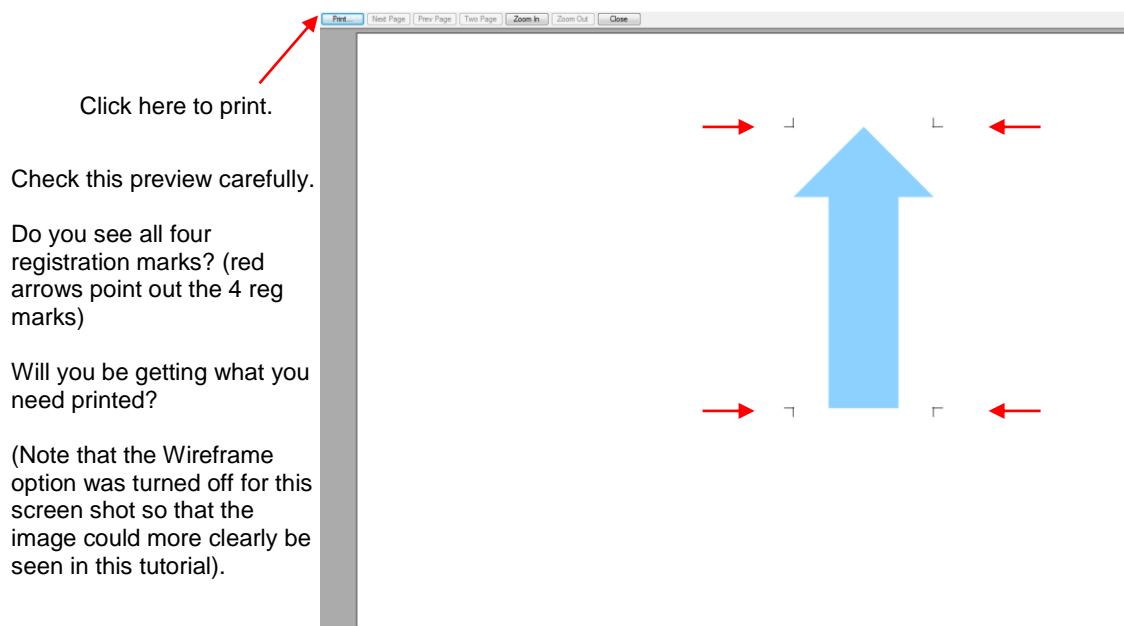 Print... Next Page Prev Page Two Page Zoom In Zoom Out Close
Click here to print.
Check this preview carefully.
Do you see all four
registration marks? (red
arrows point out the 4 reg
marks)
Will you be getting what you
need printed?
(Note that the Wireframe
option was turned off for this
screen shot so that the
image could more clearly be
seen in this tutorial).